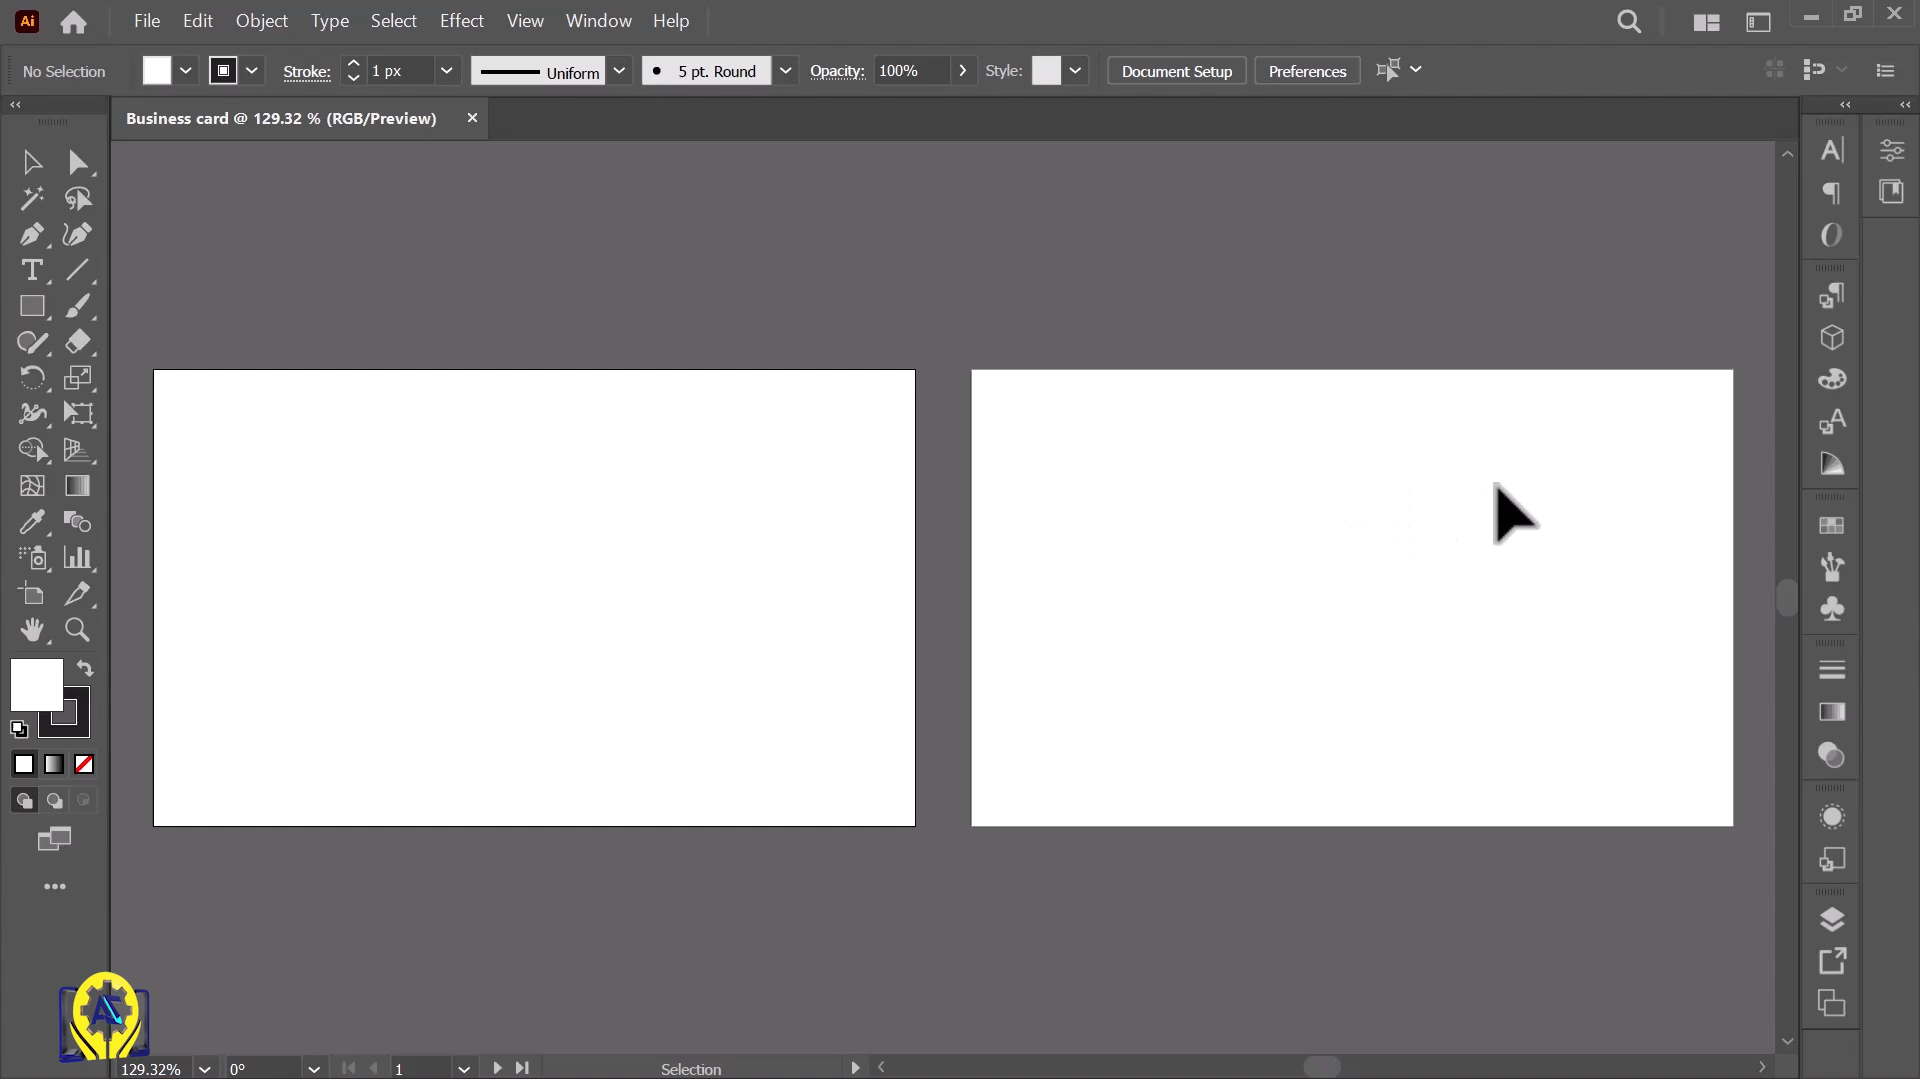 Ai File Edit Object Type Select Effect View Window Help
No Selection Stroke: 1 px Uniform 5 pt. Round Opacity: 100% Style: Document Setup Preferences
Business card @ 129.32 % (RGB/Preview)
129.32% 0° 1 Selection